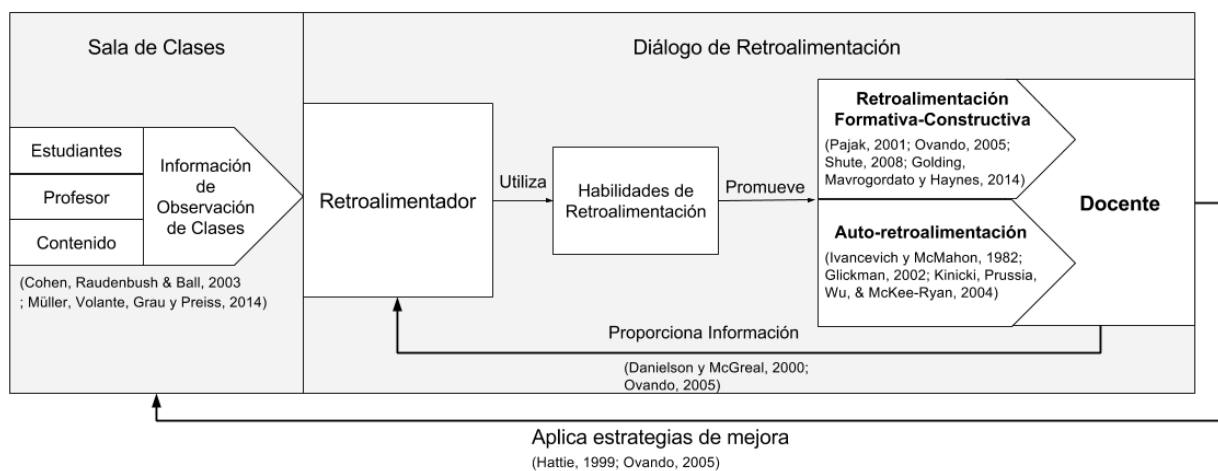 Sala de Clases
Diálogo de Retroalimentación
Estudiantes
Profesor
Contenido
Información
de
Observación
de Clases
(Cohen, Raudenbush & Ball, 2003
; Müller, Volante, Grau y Preiss, 2014)
Retroalimentador
Utiliza
Habilidades de
Retroalimentación
Promueve
Retroalimentación
Formativa-Constructiva
(Pajak, 2001; Ovando, 2005;
Shute, 2008; Golding,
Mavrogordato y Haynes, 2014)
Auto-retroalimentación
(Ivancevich y McMahon, 1982;
Glickman, 2002; Kinicki, Prussia,
Wu, & McKee-Ryan, 2004)
Docente
Proporciona Información
(Danielson y McGreal, 2000;
Ovando, 2005)
Aplica estrategias de mejora
(Hattie, 1999; Ovando, 2005)